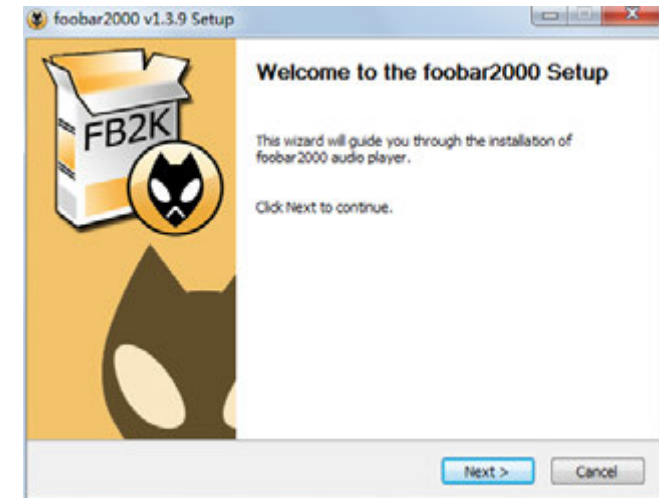 foobar2000 v1.3.9 Setup
FB2K
Welcome to the foobar2000 Setup
This wizard will guide you through the installation of
foobar2000 audio player.
Click Next to continue.
Next >
Cancel